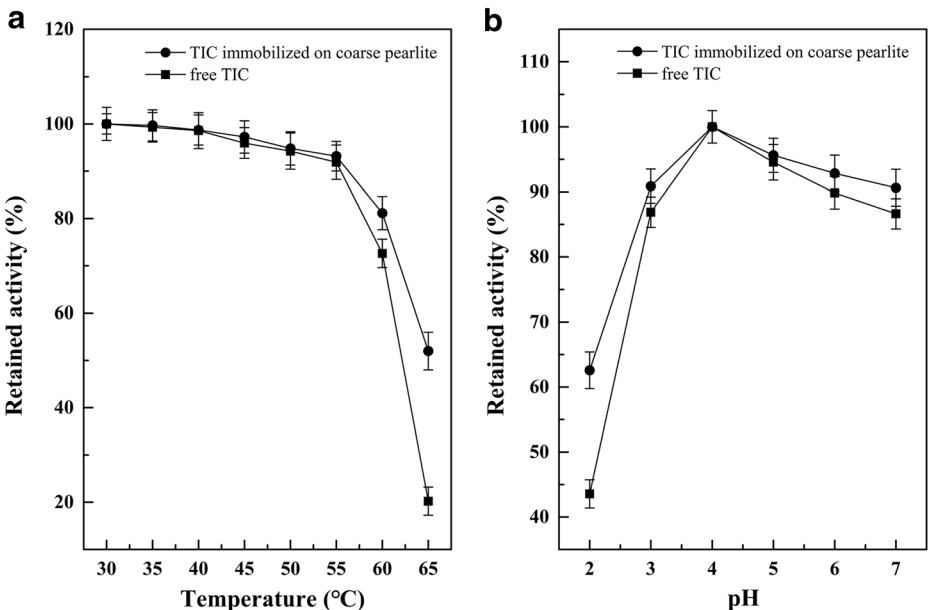 a
120
100
80
60
40
20
Retained activity (%)
TIC immobilized on coarse pearlite
free TIC
30 35 40 45 50 55 60 65
Temperature (℃)
b
110
100
90
80
70
60
50
40
Retained activity (%)
TIC immobilized on coarse pearlite
free TIC
2 3 4 5 6 7
pH